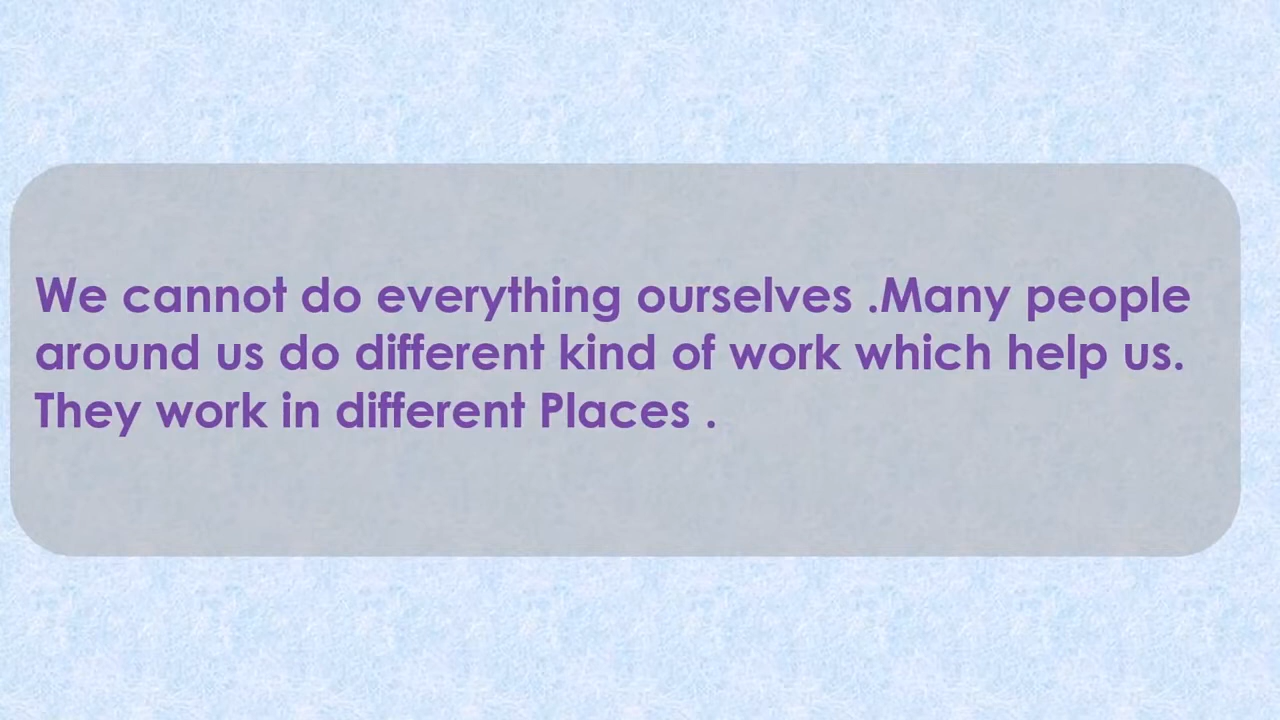 We cannot do everything ourselves .Many people
around us do different kind of work which help us.
They work in different Places .